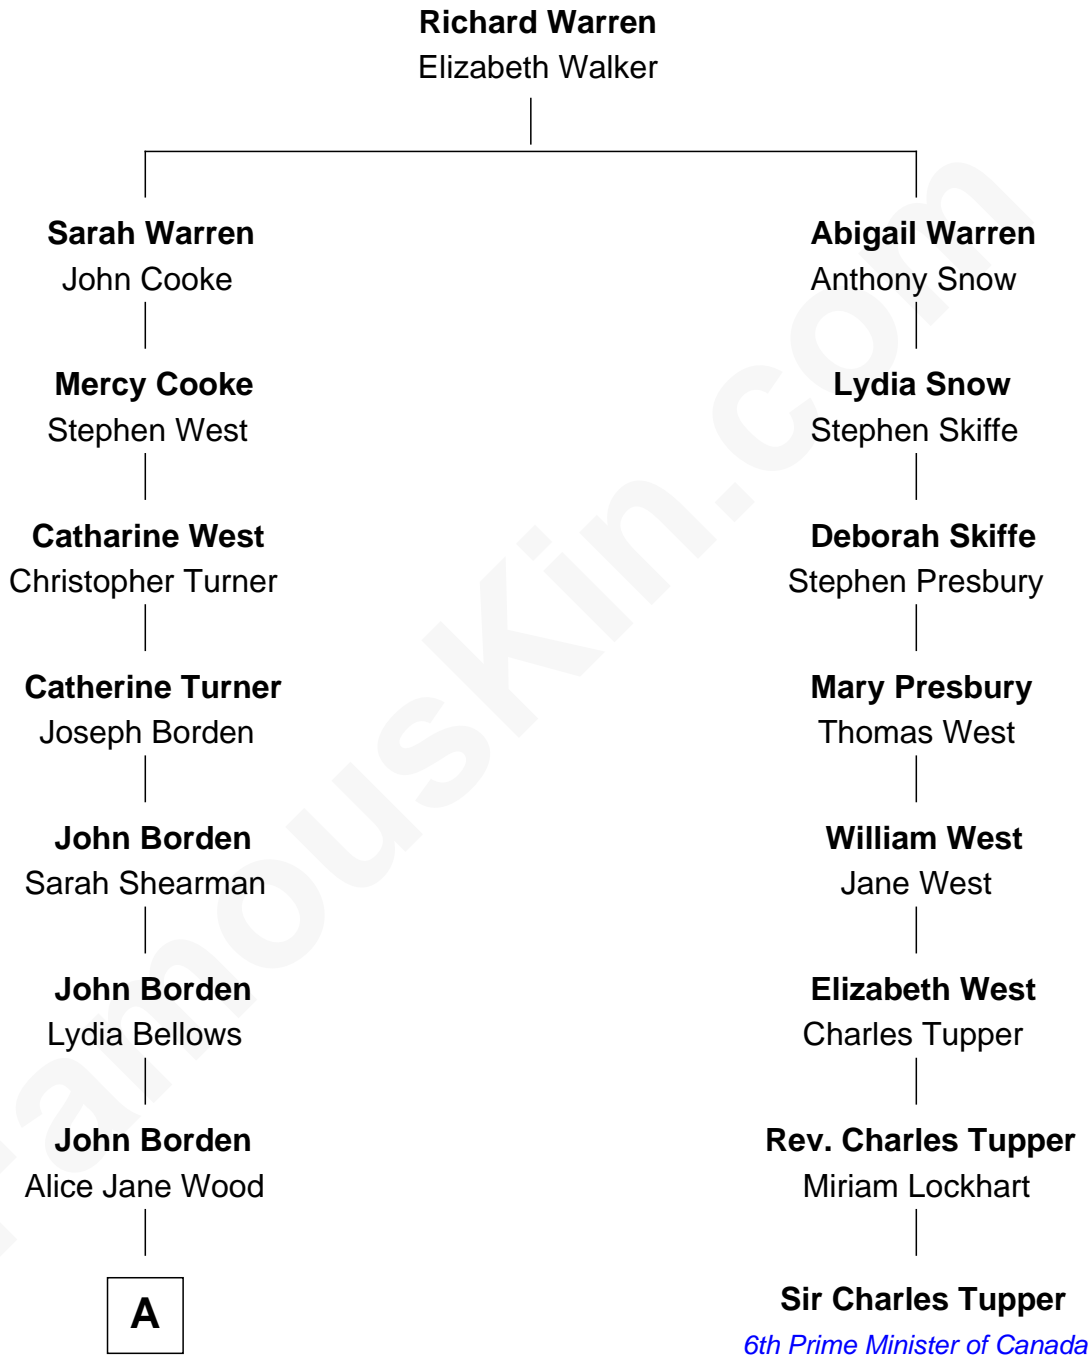 Richard Warren
Elizabeth Walker
Sarah Warren
John Cooke
Abigail Warren
Anthony Snow
Mercy Cooke
Stephen West
Lydia Snow
Stephen Skiffe
Catharine West
Christopher Turner
Deborah Skiffe
Stephen Presbury
Catherine Turner
Joseph Borden
Mary Presbury
Thomas West
John Borden
Sarah Shearman
William West
Jane West
John Borden
Lydia Bellows
Elizabeth West
Charles Tupper
John Borden
Alice Jane Wood
Rev. Charles Tupper
Miriam Lockhart
A
Sir Charles Tupper
6th Prime Minister of Canada
FamousKin.com